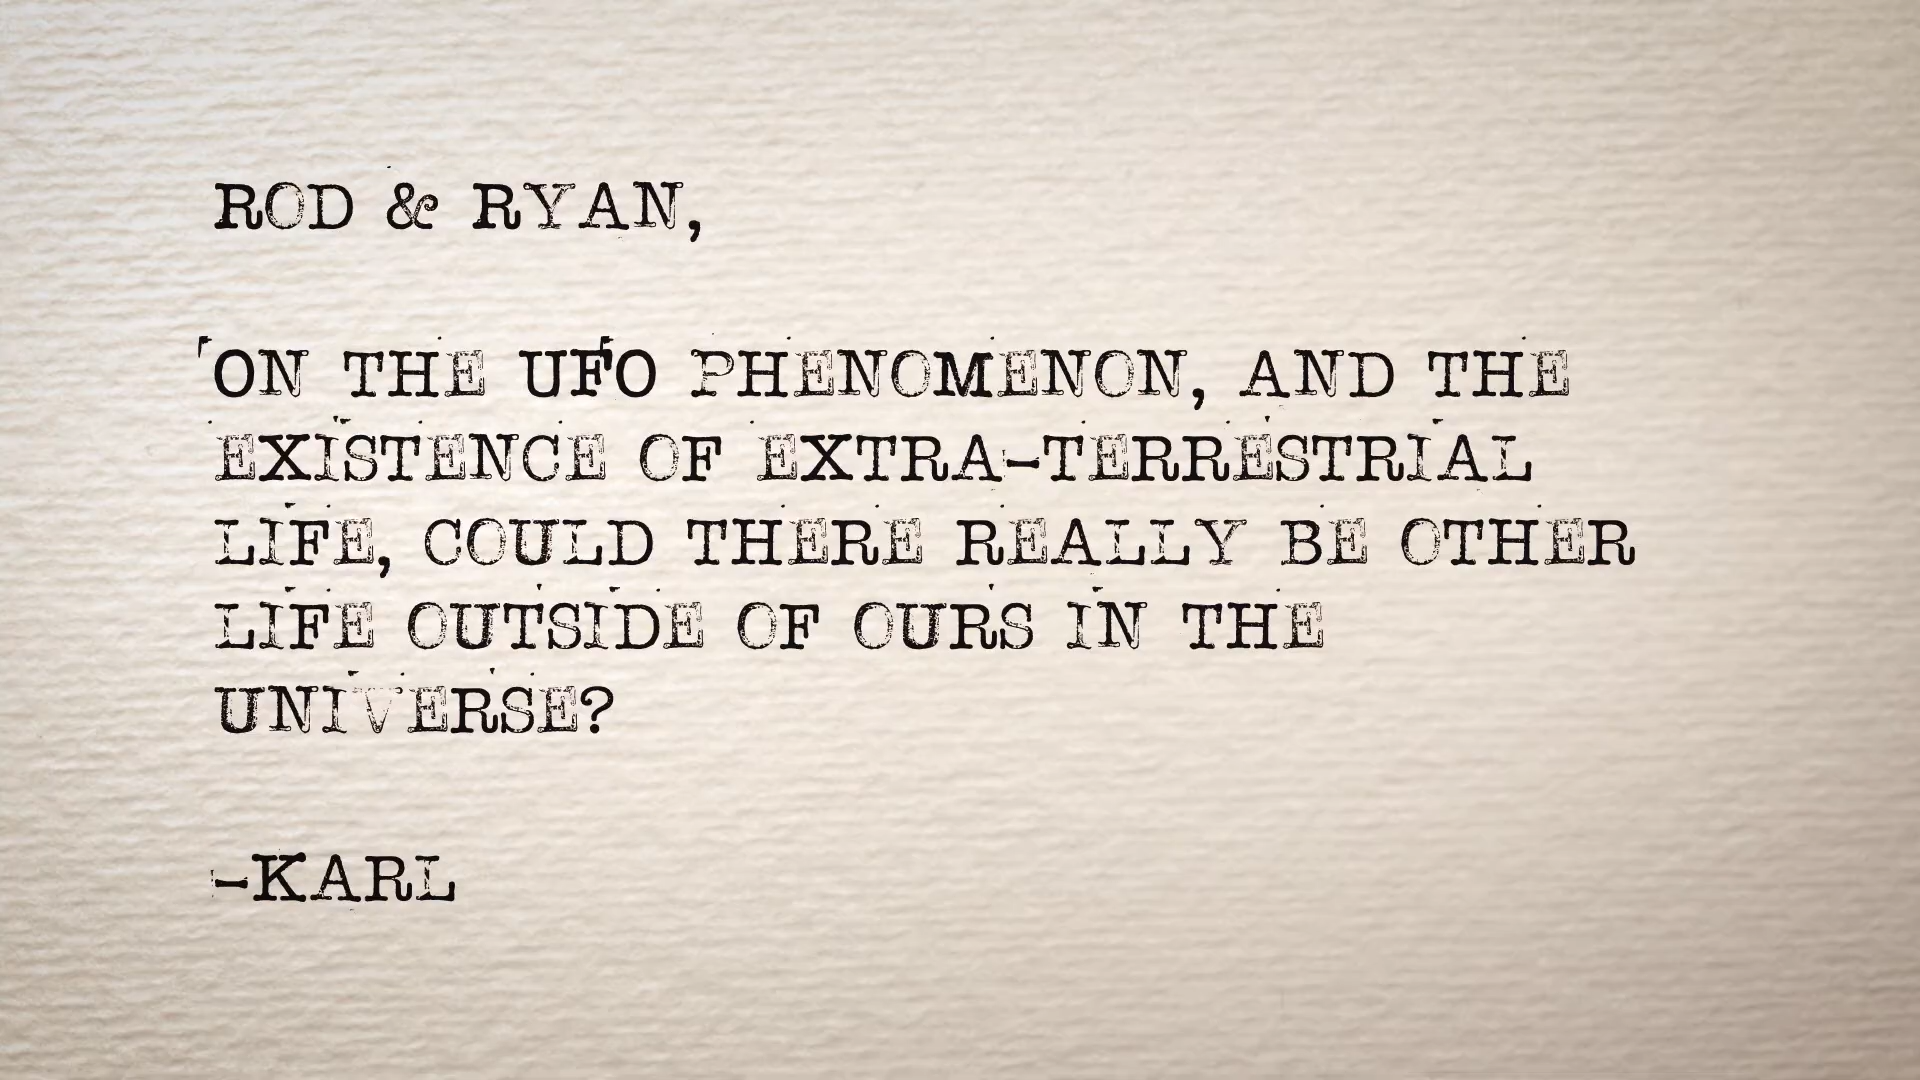 ROD & RYAN,
ON THE UFO PHENOMENON, AND THE
EXISTENCE OF EXTRA-TERRESTRIAL
LIFE, COULD THERE REALLY BE OTHER
LIFE OUTSIDE OF OURS IN THE
UNIVERSE?
-KARL